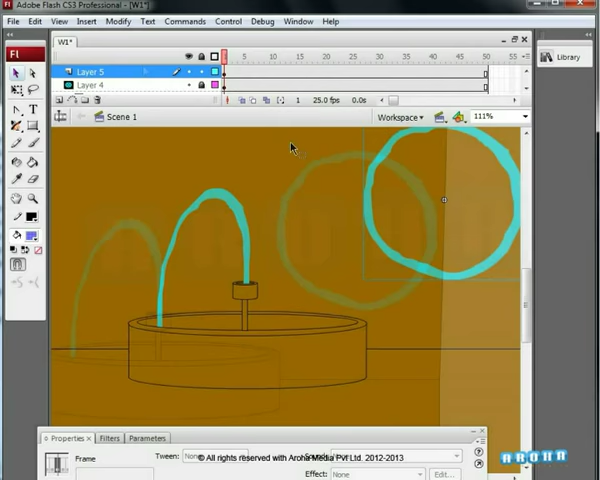 Adobe Flash CS3 Professional - [W1*]
File Edit View Insert Modify Text Commands Control Debug Window Help
W1*
5 10 15 20 25 30 35 40 45 50 55
Layer 5
Layer 4
1 25.0 fps 0.0s
Scene 1
Workspace 111%
Library
Fl
Properties Filters Parameters
Frame
Tween: None
© All rights reserved with Aroha Media Pvt Ltd. 2012-2013
Effect: None Edit...
AROHA